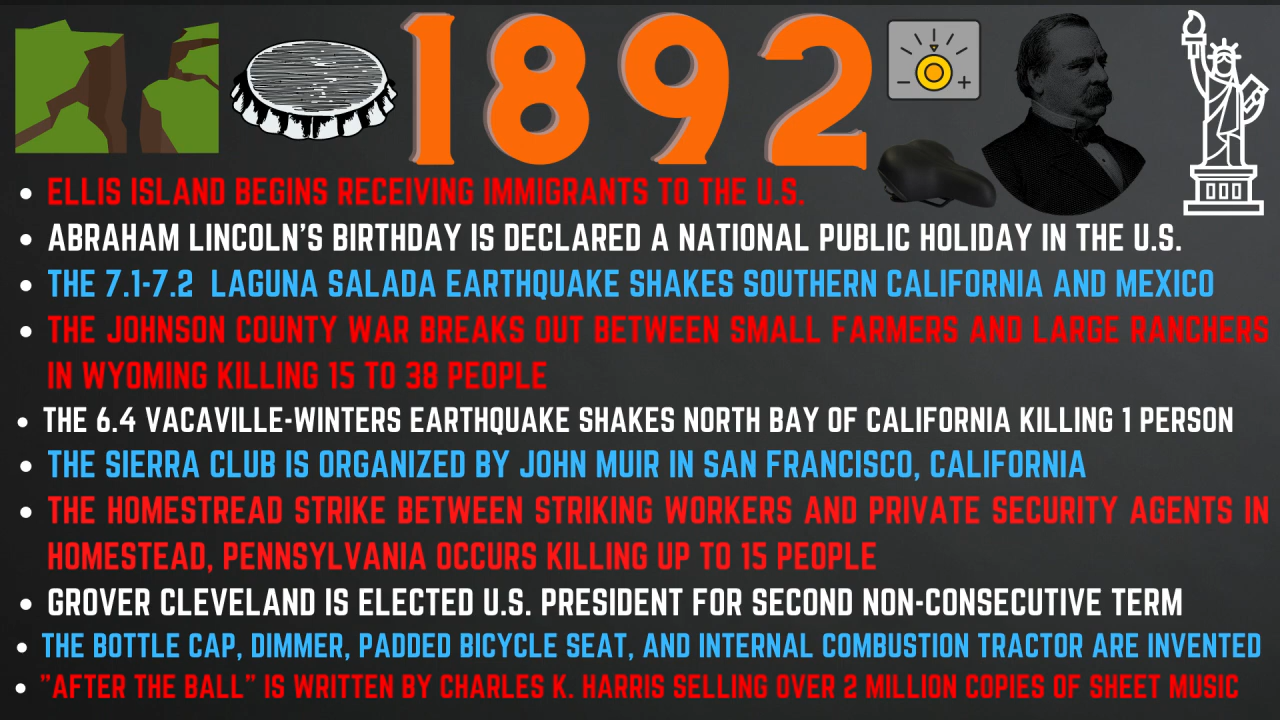 1892
• ELLIS ISLAND BEGINS RECEIVING IMMIGRANTS TO THE U.S.
• ABRAHAM LINCOLN'S BIRTHDAY IS DECLARED A NATIONAL PUBLIC HOLIDAY IN THE U.S.
• THE 7.1-7.2 LAGUNA SALADA EARTHQUAKE SHAKES SOUTHERN CALIFORNIA AND MEXICO
• THE JOHNSON COUNTY WAR BREAKS OUT BETWEEN SMALL FARMERS AND LARGE RANCHERS
IN WYOMING KILLING 15 TO 38 PEOPLE
• THE 6.4 VACAVILLE-WINTERS EARTHQUAKE SHAKES NORTH BAY OF CALIFORNIA KILLING 1 PERSON
• THE SIERRA CLUB IS ORGANIZED BY JOHN MUIR IN SAN FRANCISCO, CALIFORNIA
• THE HOMESTREAD STRIKE BETWEEN STRIKING WORKERS AND PRIVATE SECURITY AGENTS IN
HOMESTEAD, PENNSYLVANIA OCCURS KILLING UP TO 15 PEOPLE
• GROVER CLEVELAND IS ELECTED U.S. PRESIDENT FOR SECOND NON-CONSECUTIVE TERM
• THE BOTTLE CAP, DIMMER, PADDED BICYCLE SEAT, AND INTERNAL COMBUSTION TRACTOR ARE INVENTED
• "AFTER THE BALL" IS WRITTEN BY CHARLES K. HARRIS SELLING OVER 2 MILLION COPIES OF SHEET MUSIC